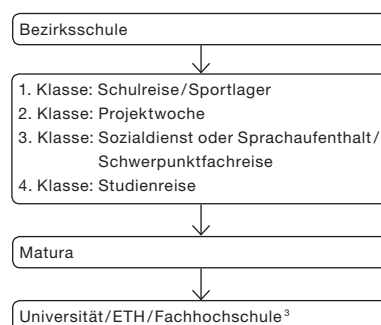 Bezirksschule
1. Klasse: Schulreise/Sportlager
2. Klasse: Projektwoche
3. Klasse: Sozialdienst oder Sprachaufenthalt/
Schwerpunktfachreise
4. Klasse: Studienreise
Matura
Universität/ETH/Fachhochschule³